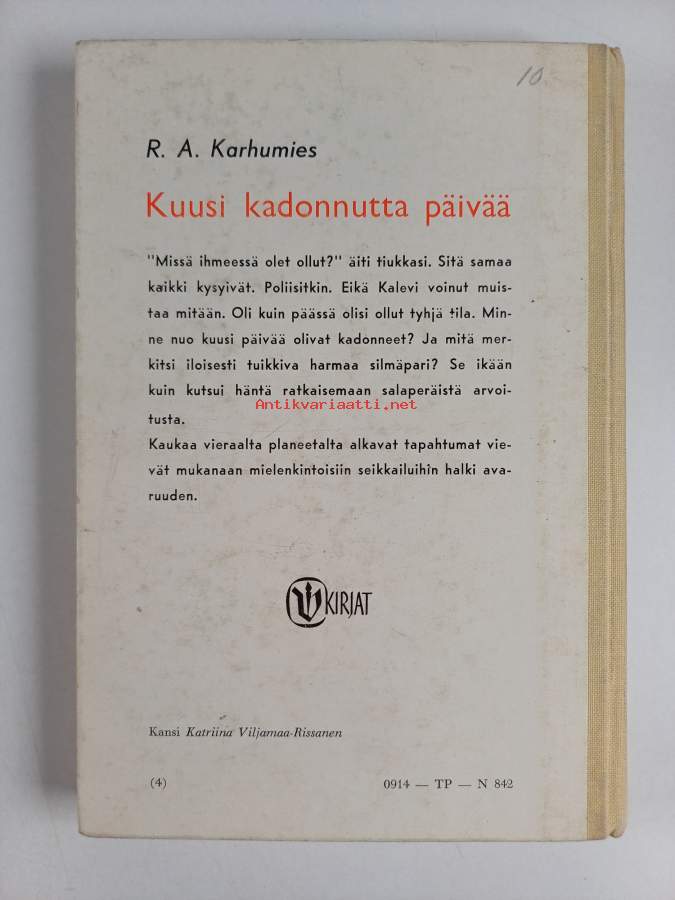 10
R. A. Karhumies
Kuusi kadonnutta päivää
"Missä ihmeessä olet ollut?" äiti tiukkasi. Sitä samaa
kaikki kysyivät. Poliisitkin. Eikä Kalevi voinut muis-
taa mitään. Oli kuin päässä olisi ollut tyhjä tila. Min-
ne nuo kuusi päivää olivat kadonneet? Ja mitä mer-
kitsi iloisesti tuikkiva harmaa silmäpari? Se ikään
kuin kutsui häntä ratkaisemaan salaperäistä arvoi-
Antikvariaatti.net
tusta.
Kaukaa vieraalta planeetalta alkavat tapahtumat vie-
vät mukanaan mielenkintoisiin seikkailuihin halki ava-
ruuden.
V KIRJAT
Kansi Katriina Viljamaa-Rissanen
(4) 0914 — TP — N 842